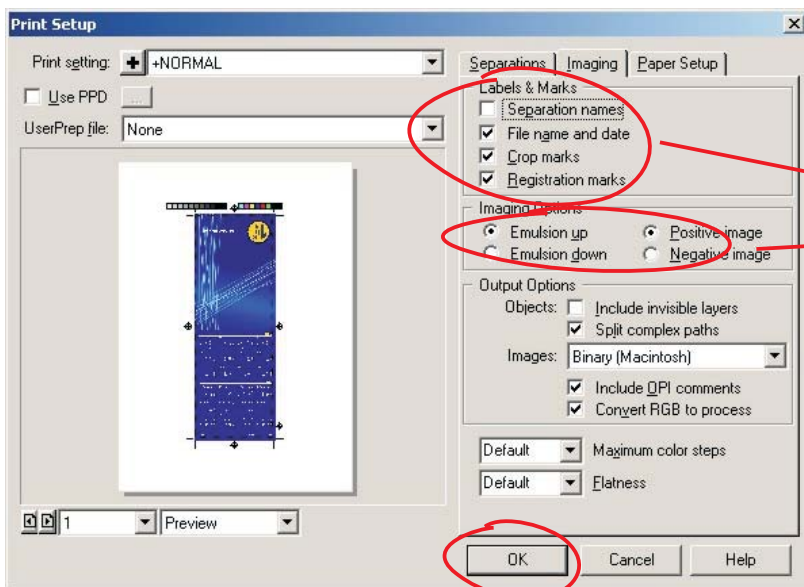 Print Setup
Print setting: +NORMAL
Use PPD ...
UserPrep file: None
1 Preview
Separations Imaging Paper Setup
Labels & Marks
Separation names
File name and date
Crop marks
Registration marks
Imaging Options
Emulsion up Positive image
Emulsion down Negative image
Output Options
Objects: Include invisible layers
Split complex paths
Images: Binary (Macintosh)
Include OPI comments
Convert RGB to process
Default Maximum color steps
Default Flatness
OK Cancel Help